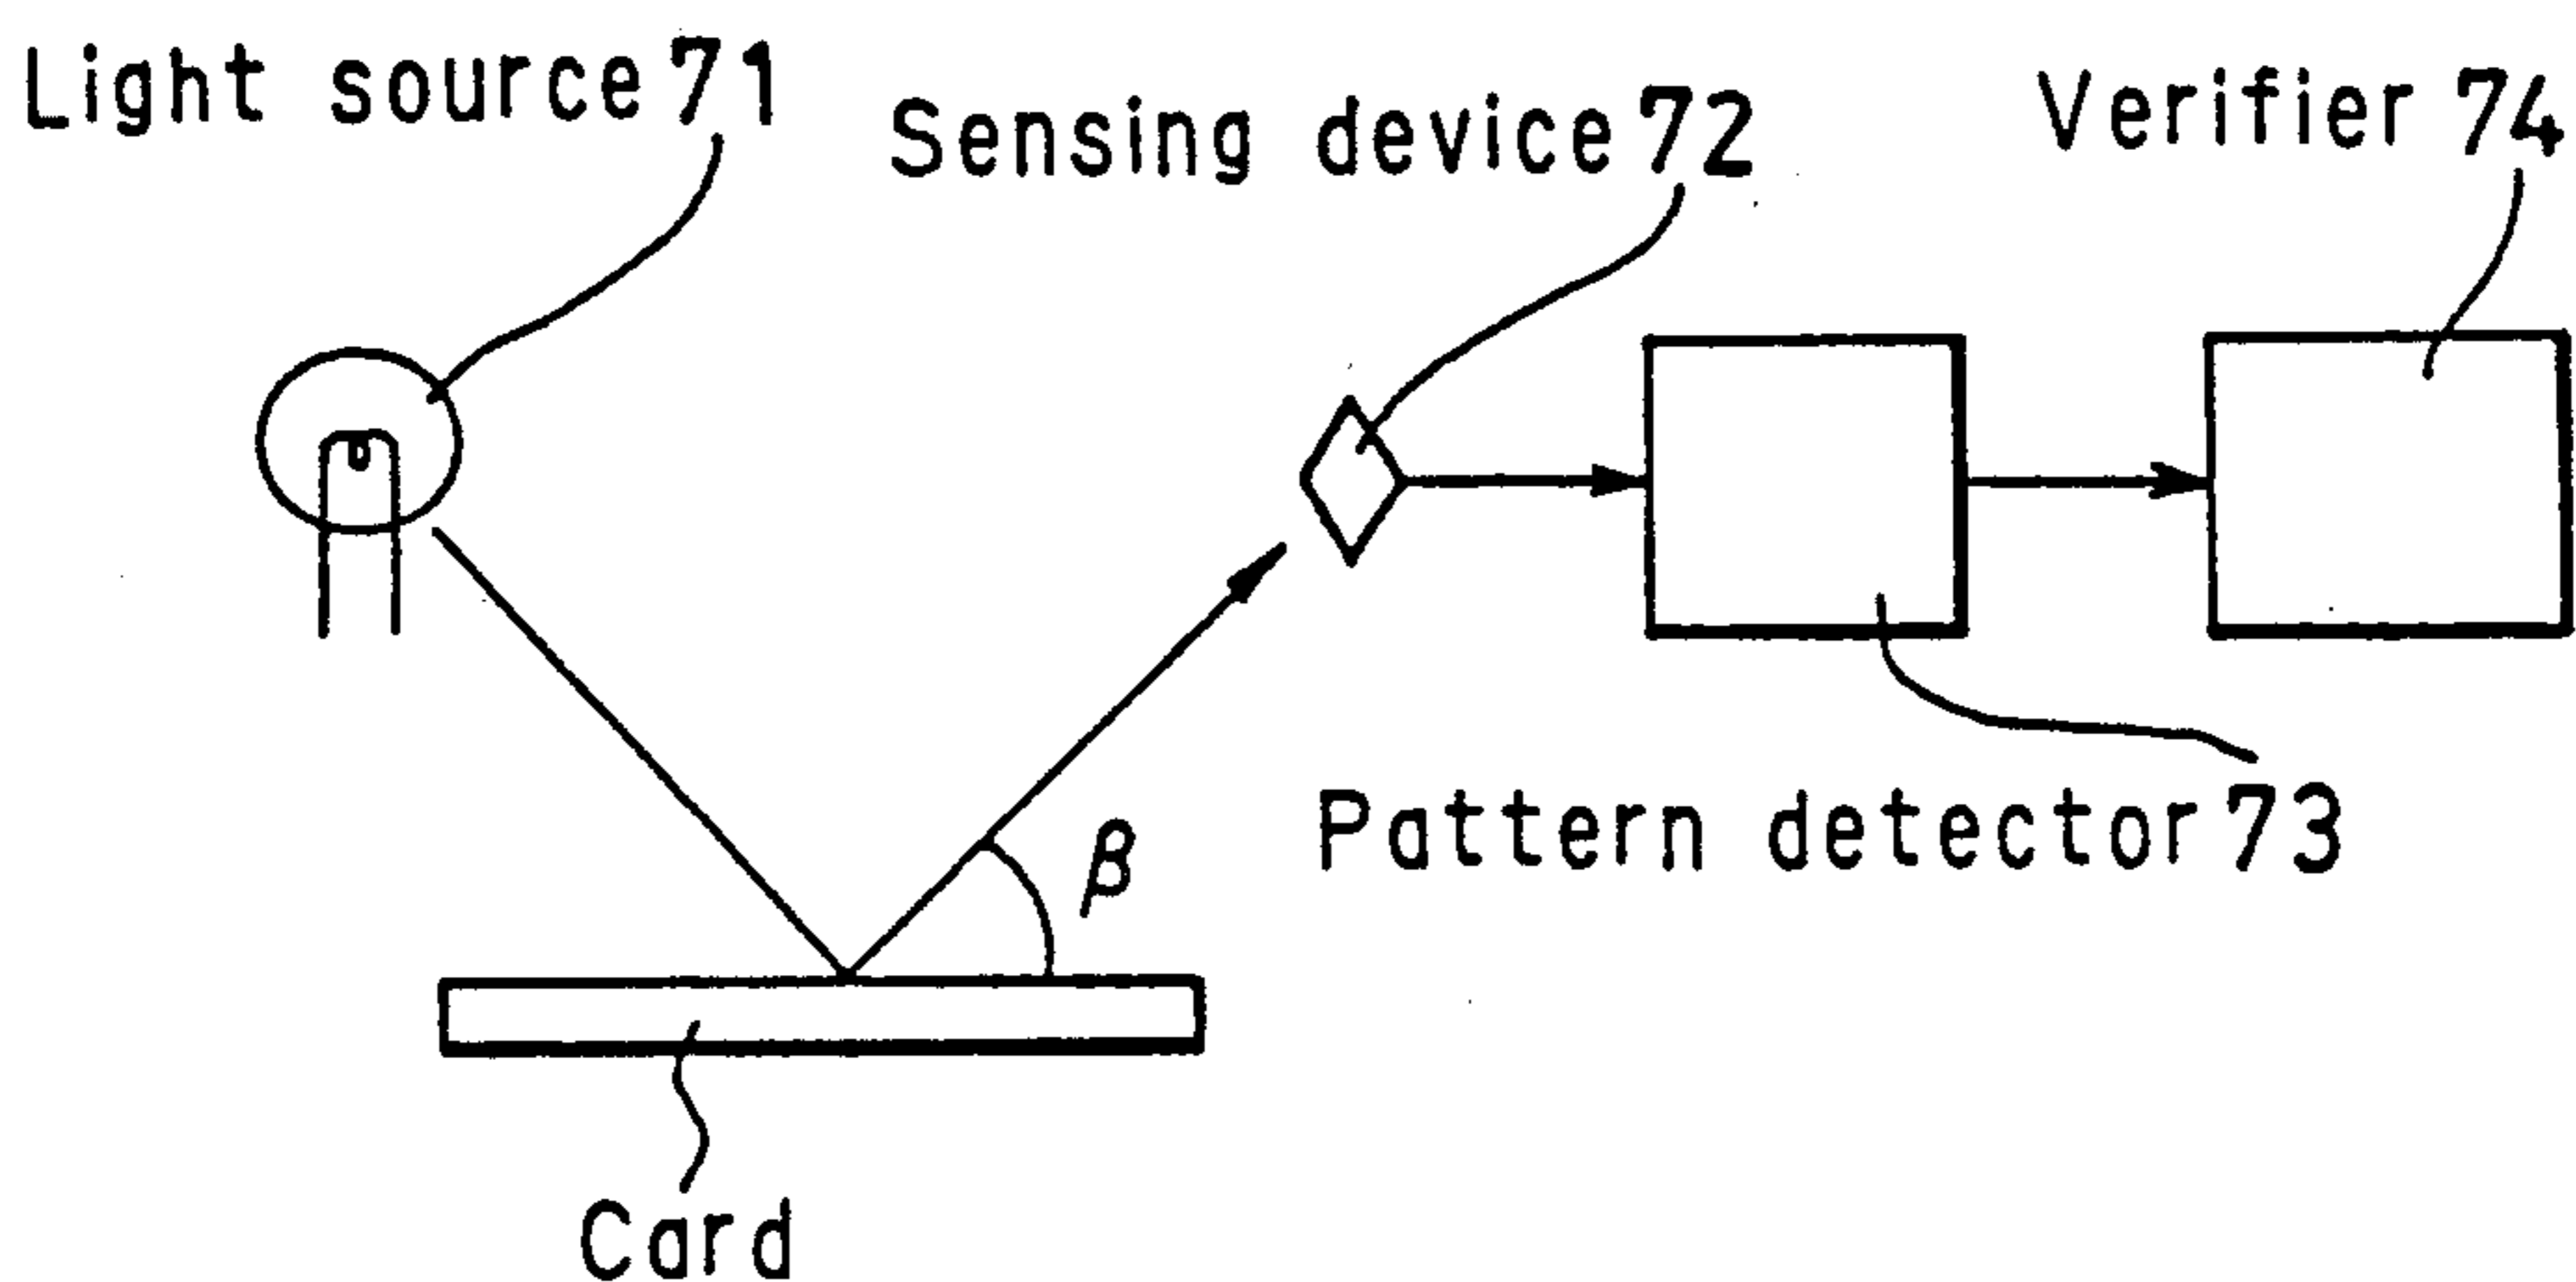 Light source 71
Sensing device 72
Verifier 74
β
Pattern detector 73
Card